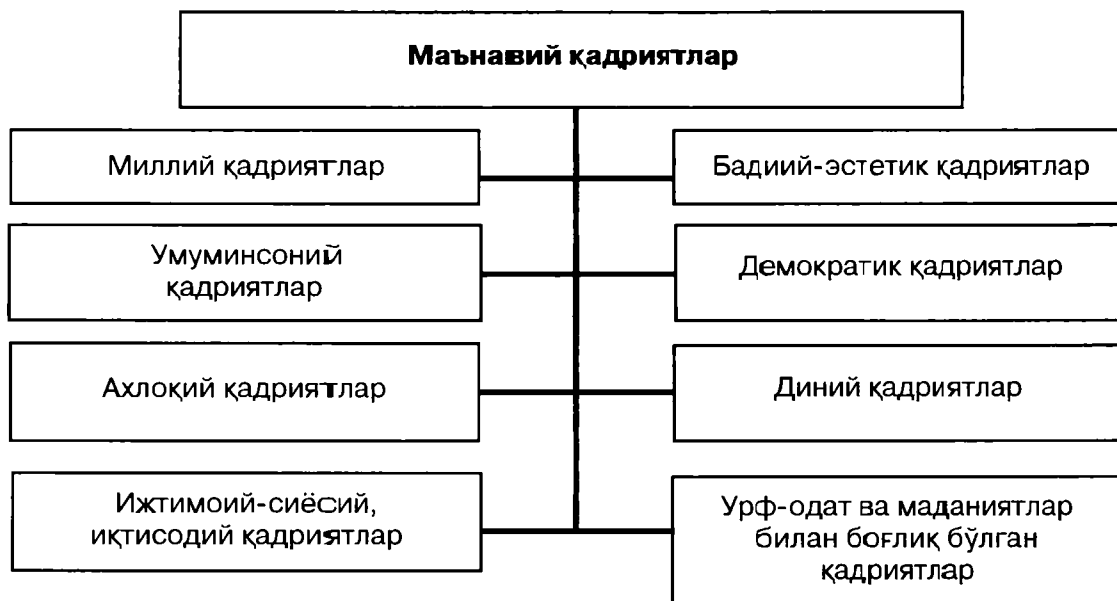 Маънавий қадриятлар
Миллий қадриятлар
Бадиий-эстетик қадриятлар
Умуминсоний
қадриятлар
Демократик қадриятлар
Ахлоқий қадриятлар
Диний қадриятлар
Ижтимоий-сиёсий,
иқтисодий қадриятлар
Урф-одат ва маданиятлар
билан боғлиқ бўлган
қадриятлар